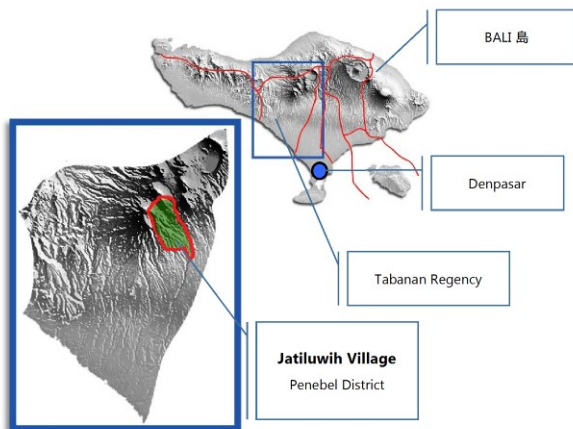 BALI 島
Denpasar
Tabanan Regency
Jatiluwih Village
Penebel District